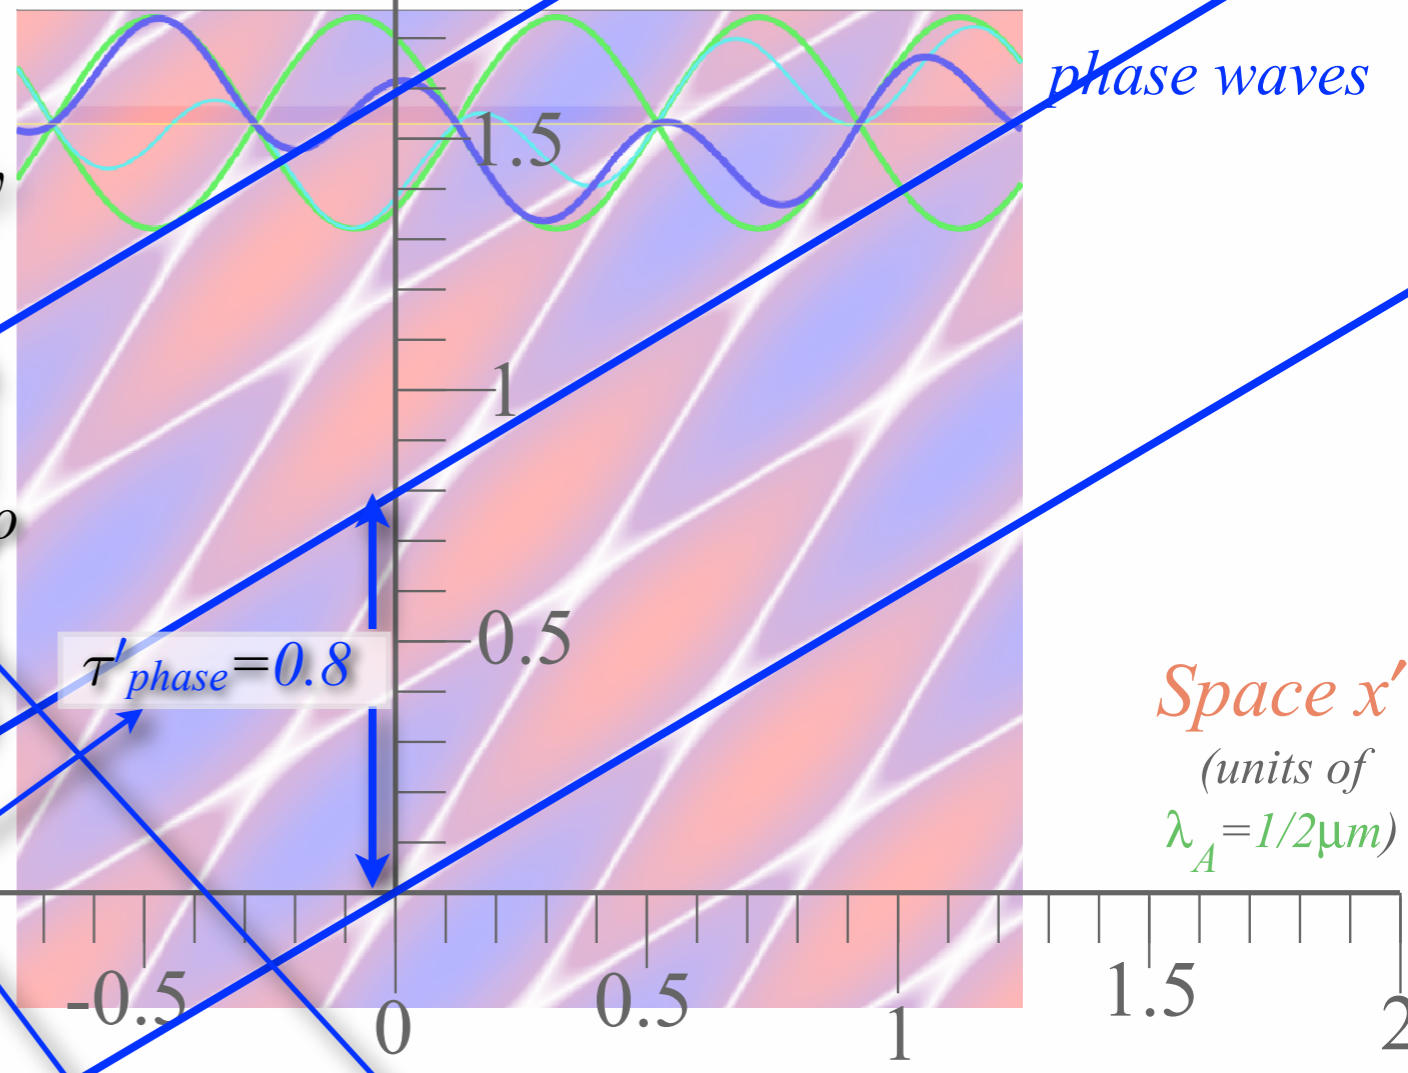 phase waves
1.5
1
0.5
τ′phase=0.8
Space x′
(units of
λA=1/2μm)
-0.5
0
0.5
1
1.5
2